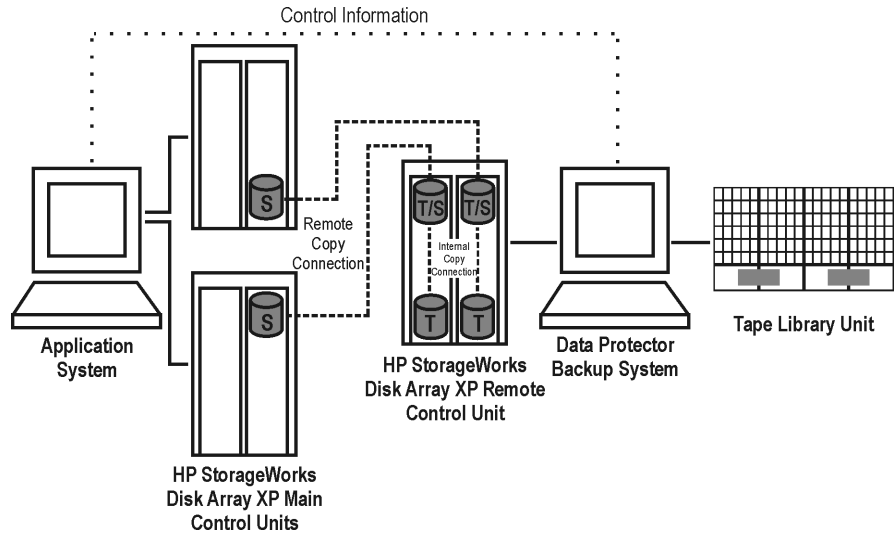 Control Information
S
Remote
Copy
Connection
T/S
T/S
Internal
Copy
Connection
S
T
T
Application
System
HP StorageWorks
Disk Array XP Main
Control Units
HP StorageWorks
Disk Array XP Remote
Control Unit
Data Protector
Backup System
Tape Library Unit